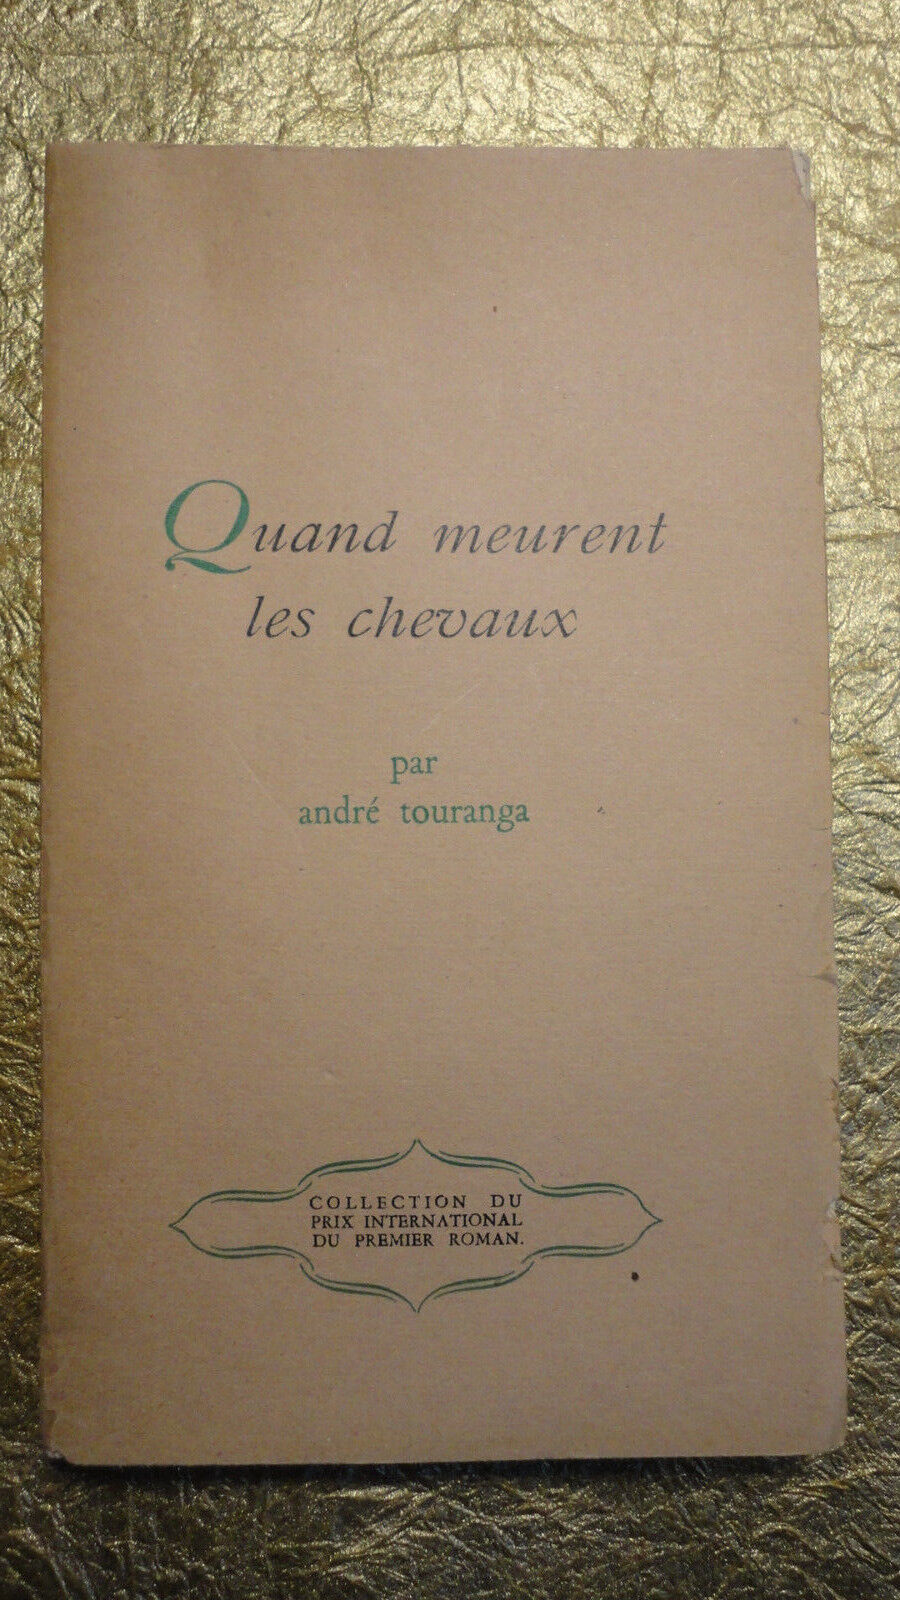 Quand meurent
les chevaux
par
andré touranga
COLLECTION DU
PRIX INTERNATIONAL
DU PREMIER ROMAN.